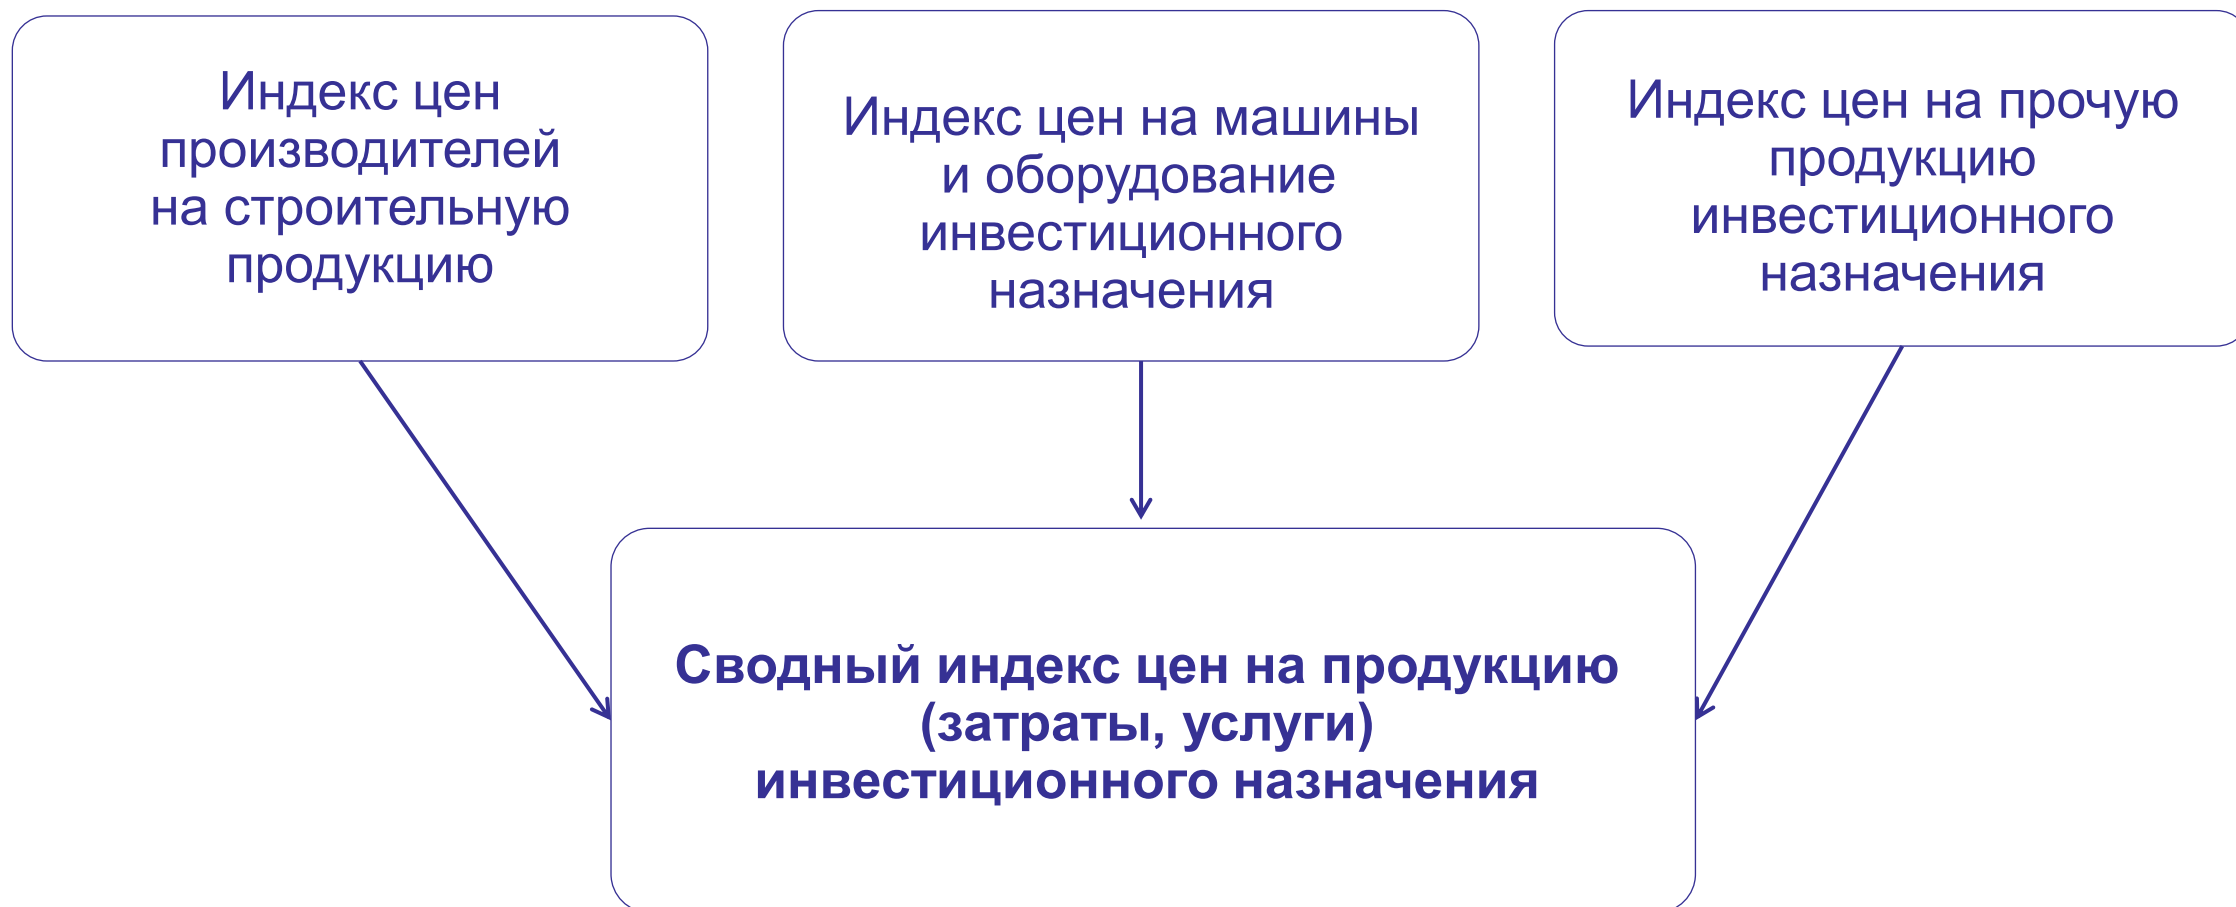 Индекс цен
производителей
на строительную
продукцию
Индекс цен на машины
и оборудование
инвестиционного
назначения
Индекс цен на прочую
продукцию
инвестиционного
назначения
Сводный индекс цен на продукцию
(затраты, услуги)
инвестиционного назначения